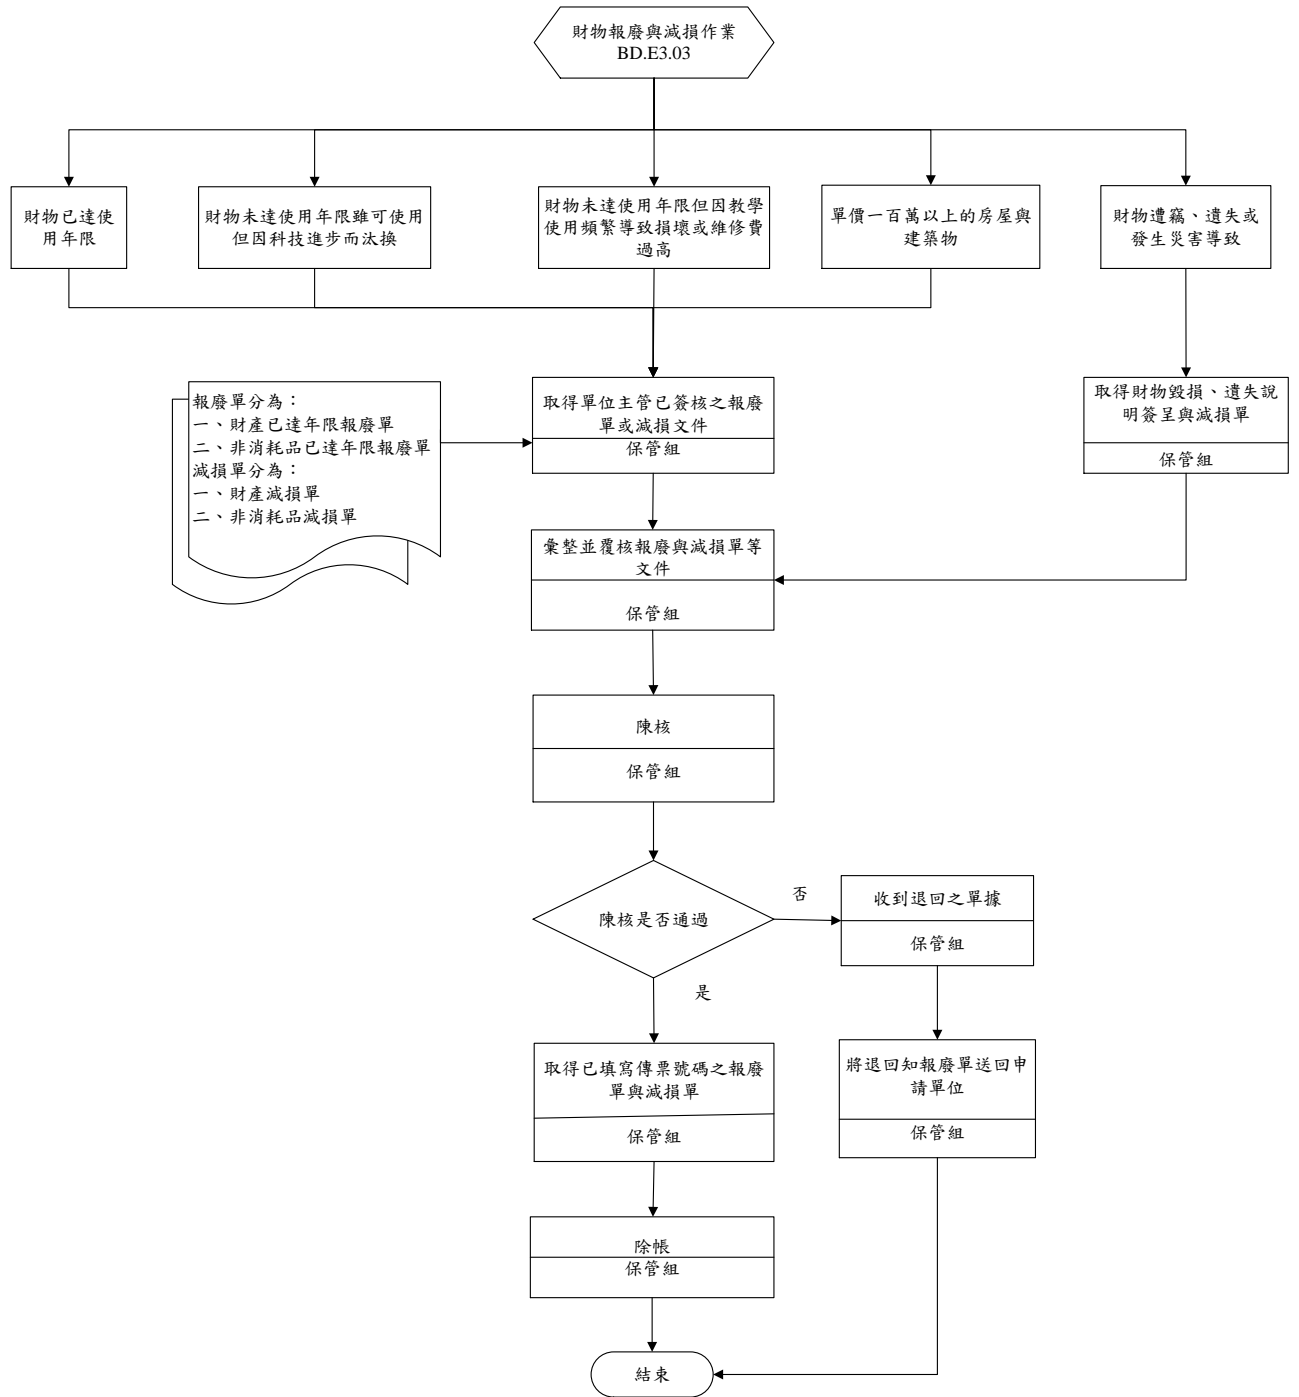 財物報廢與減損作業
BD.E3.03
財物已達使
用年限
財物未達使用年限雖可使用
但因科技進步而汰換
財物未達使用年限但因教學
使用頻繁導致損壞或維修費
過高
單價一百萬以上的房屋與
建築物
財物遭竊、遺失或
發生災害導致
報廢單分為：
一、財產已達年限報廢單
二、非消耗品已達年限報廢單
減損單分為：
一、財產減損單
二、非消耗品減損單
取得單位主管已簽核之報廢
單或減損文件
保管組
取得財物毀損、遺失說
明簽呈與減損單
保管組
彙整並覆核報廢與減損單等
文件
保管組
陳核
保管組
陳核是否通過
否
是
收到退回之單據
保管組
取得已填寫傳票號碼之報廢
單與減損單
保管組
將退回知報廢單送回申
請單位
保管組
除帳
保管組
結束